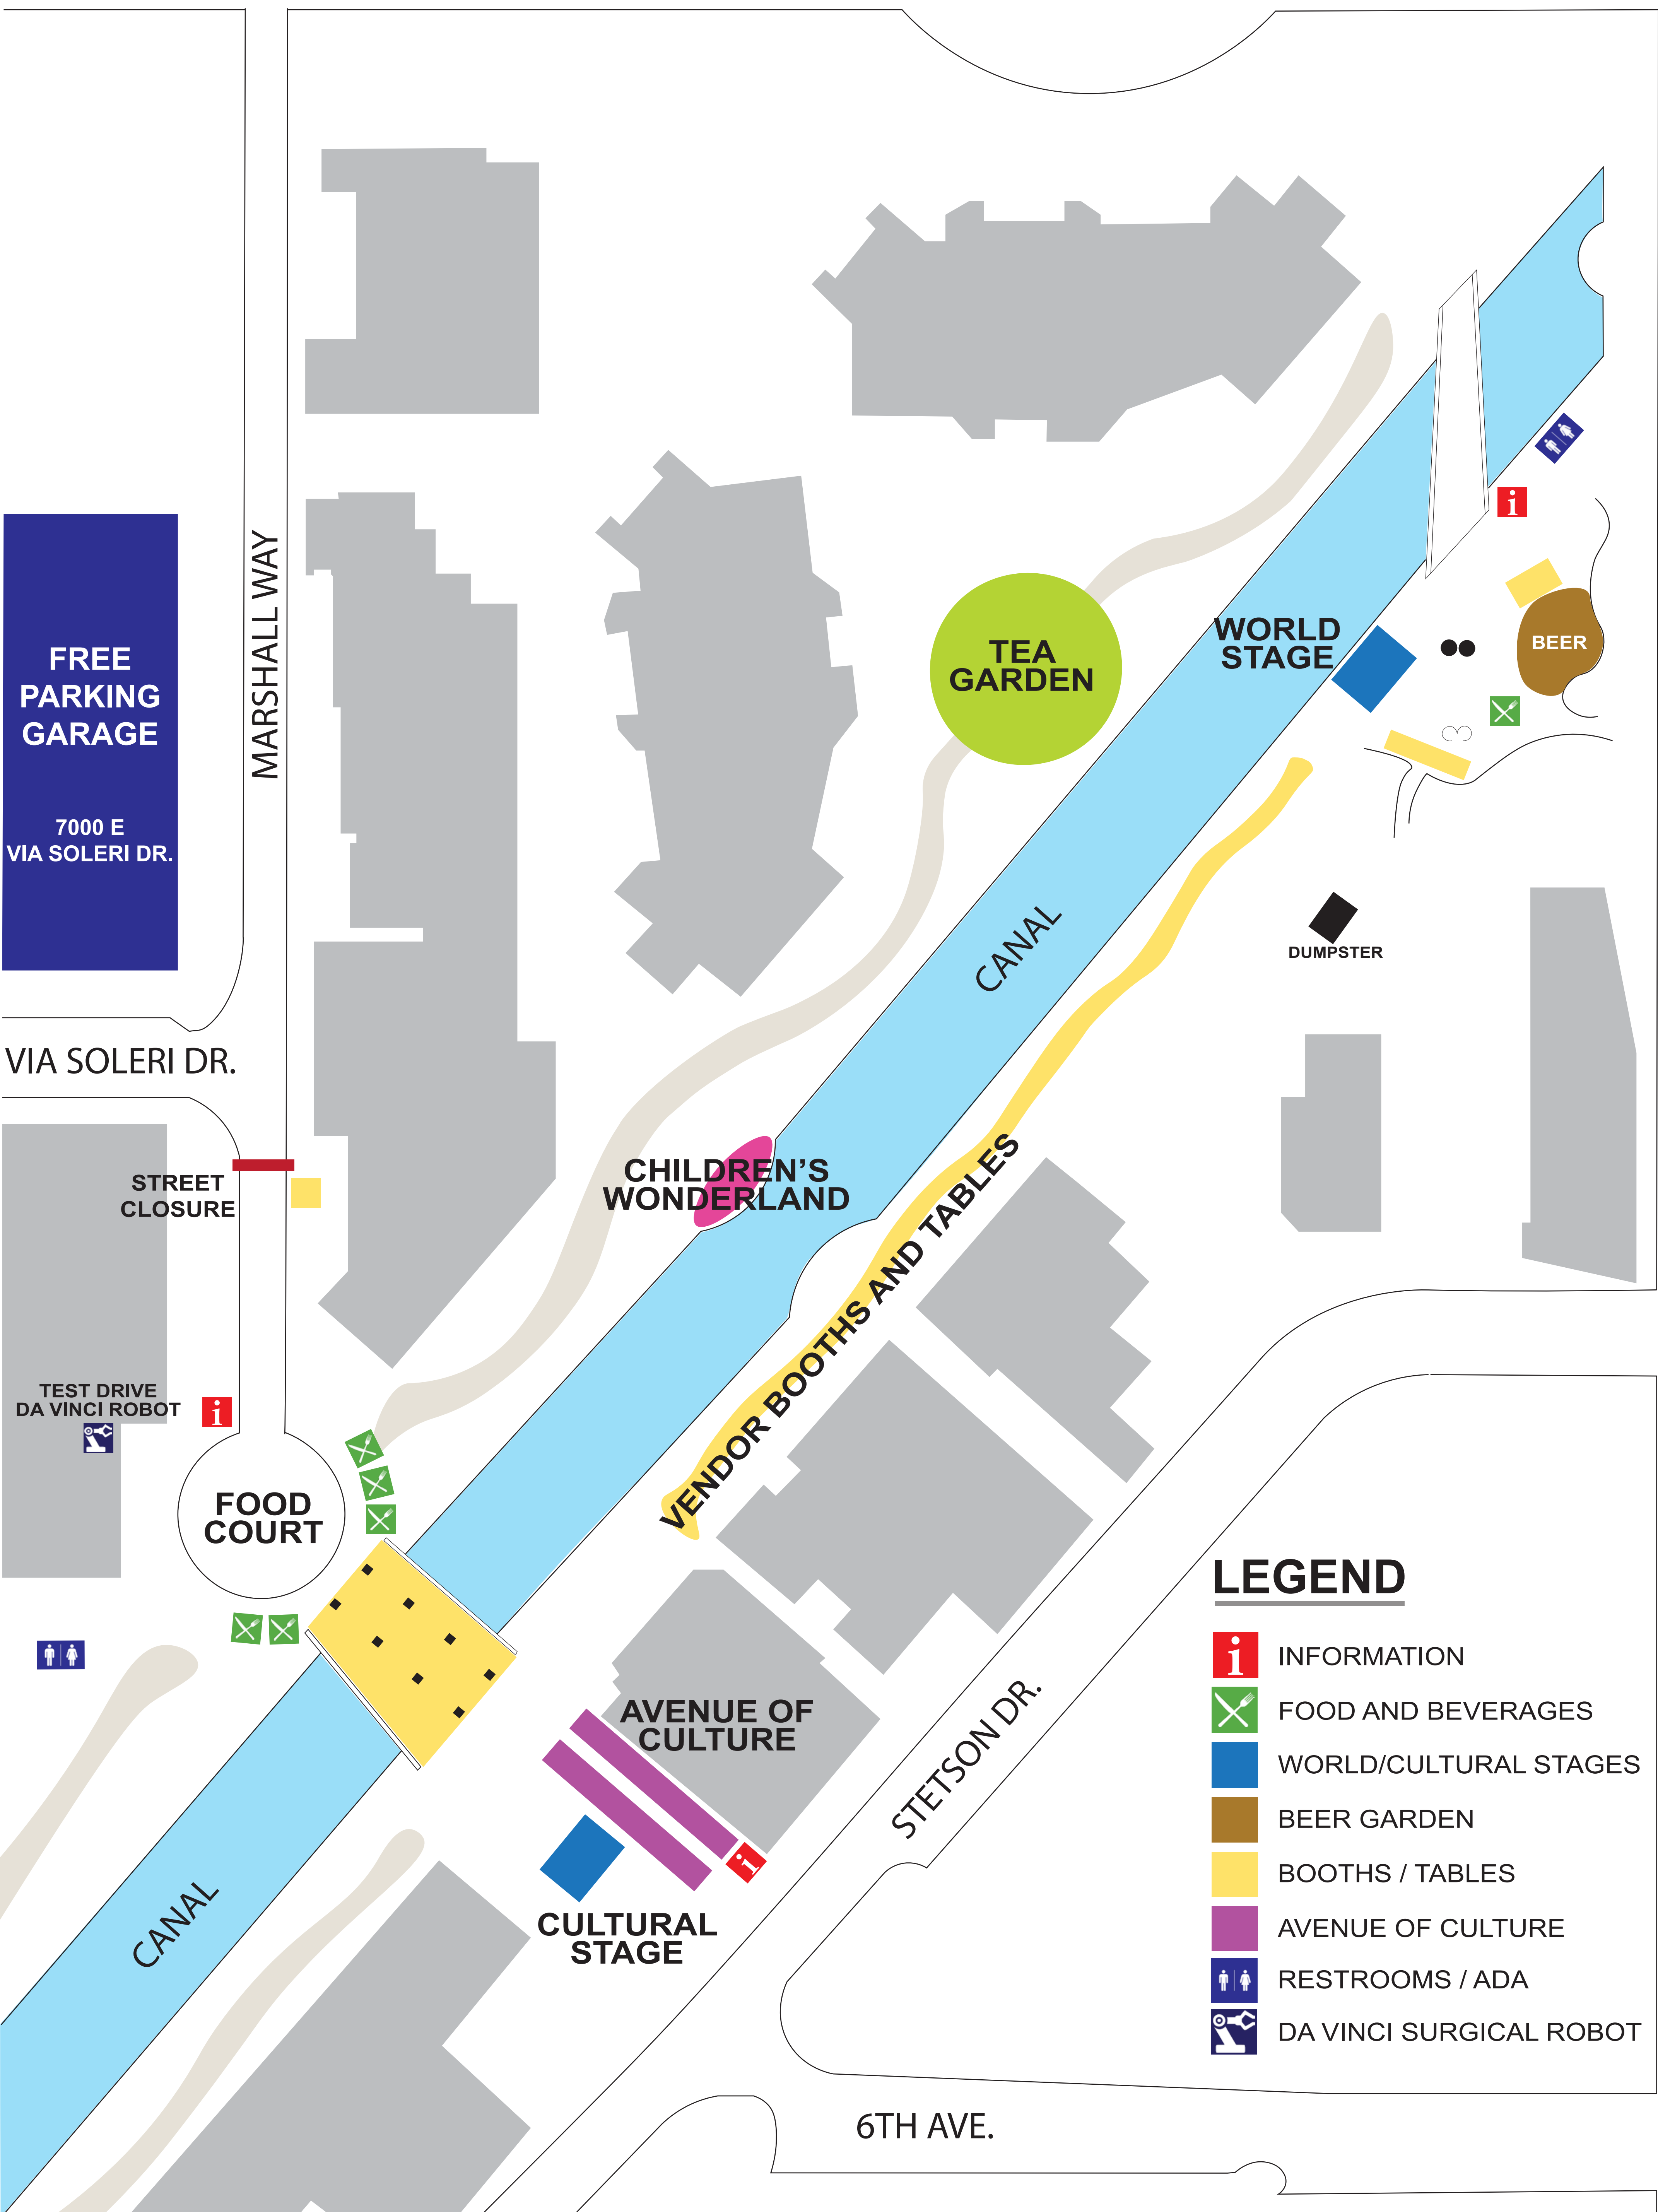 MARSHALL WAY
FREE
PARKING
GARAGE
7000 E
VIA SOLERI DR.
TEA
GARDEN
WORLD
STAGE
BEER
3
CANAL
DUMPSTER
VIA SOLERI DR.
STREET
CLOSURE
CHILDREN'S
WONDERLAND
VENDOR BOOTHS AND TABLES
TEST DRIVE
DA VINCI ROBOT
i
i
FOOD
COURT
AVENUE OF
CULTURE
i
STETSON DR.
CULTURAL
STAGE
CANAL
6TH AVE.
LEGEND
i INFORMATION
FOOD AND BEVERAGES
WORLD/CULTURAL STAGES
BEER GARDEN
BOOTHS / TABLES
AVENUE OF CULTURE
RESTROOMS / ADA
DA VINCI SURGICAL ROBOT